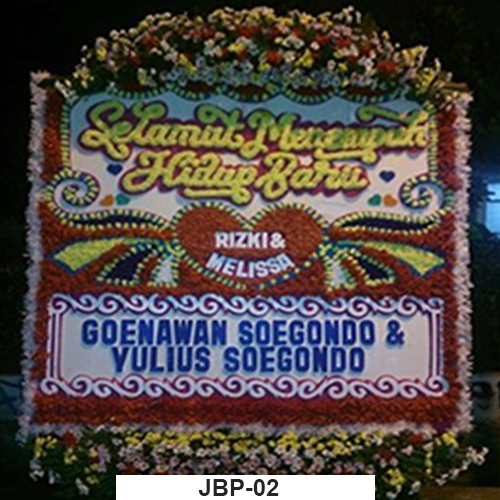 Selamat Menempuh
Hidup Baru
RIZKI &
MELISSA
GOENAWAN SOEGONDO &
YULIUS SOEGONDO
JBP-02